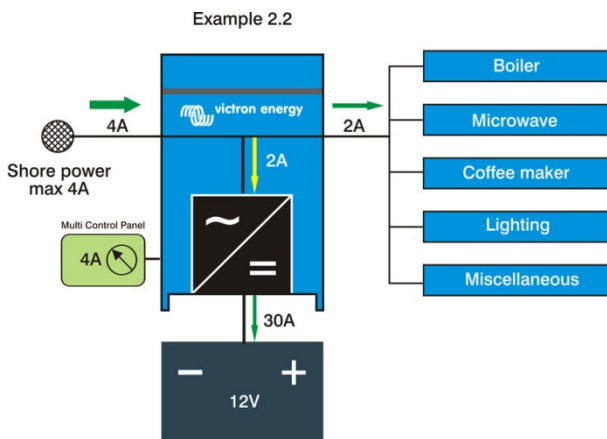 Example 2.2
victron energy
4A
2A
Shore power
max 4A
2A
Multi Control Panel
4A
~
=
30A
− +
12V
Boiler
Microwave
Coffee maker
Lighting
Miscellaneous